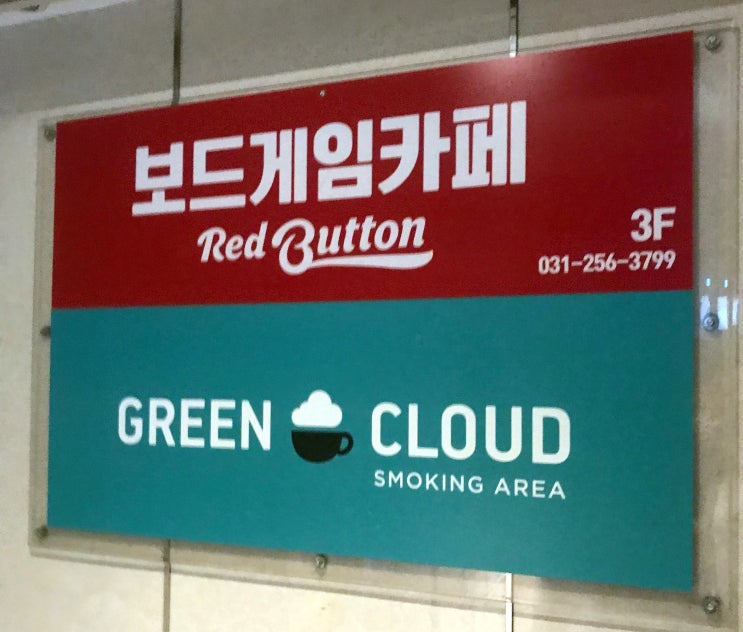 보드게임카페
Red Button
3F
031-256-3799
GREEN CLOUD
SMOKING AREA